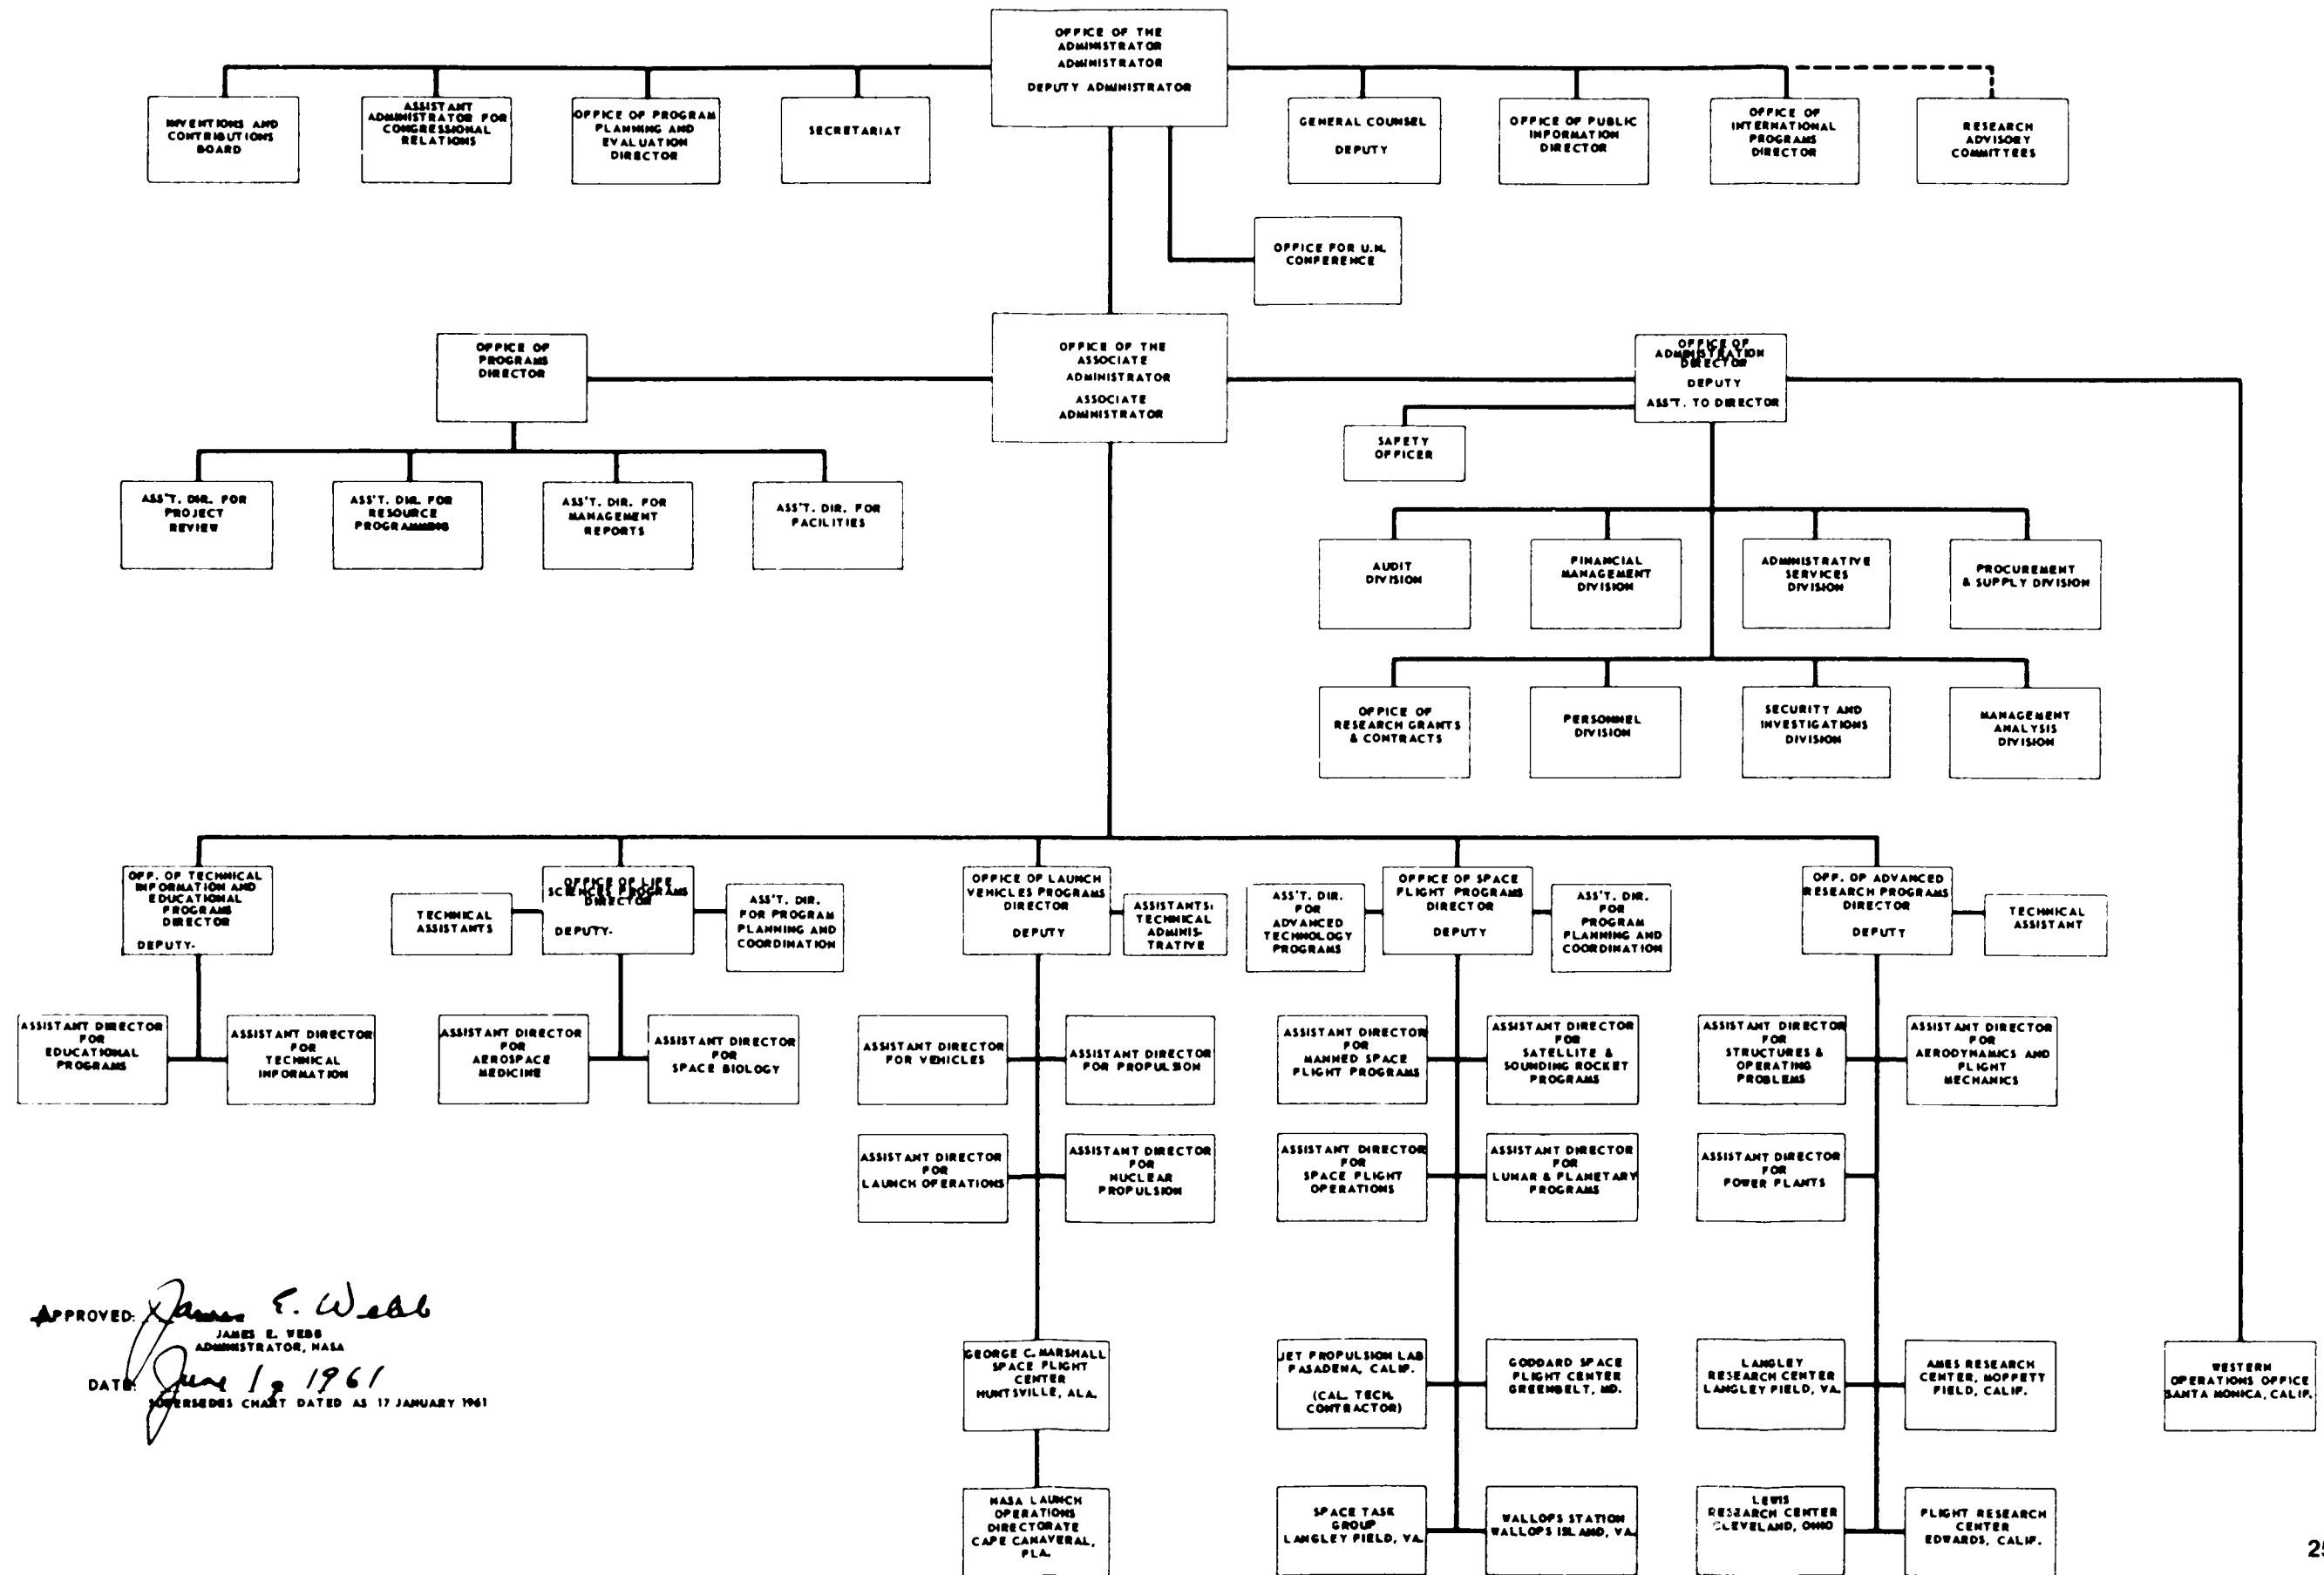 OFFICE OF THE
ADMINISTRATOR
ADMINISTRATOR
DEPUTY ADMINISTRATOR
INVENTIONS AND
CONTRIBUTIONS
BOARD
ASSISTANT
ADMINISTRATOR FOR
CONGRESSIONAL
RELATIONS
OFFICE OF PROGRAM
PLANNING AND
EVALUATION
DIRECTOR
SECRETARIAT
GENERAL COUNSEL
DEPUTY
OFFICE OF PUBLIC
INFORMATION
DIRECTOR
OFFICE OF
INTERNATIONAL
PROGRAMS
DIRECTOR
RESEARCH
ADVISORY
COMMITTEES
OFFICE FOR U.N.
CONFERENCE
OFFICE OF
PROGRAMS
DIRECTOR
OFFICE OF THE
ASSOCIATE
ADMINISTRATOR
ASSOCIATE
ADMINISTRATOR
OFFICE OF
ADMINISTRATION
DIRECTOR
DEPUTY
ASS'T. TO DIRECTOR
SAFETY
OFFICER
ASS'T. DIR. FOR
PROJECT
REVIEW
ASS'T. DIR. FOR
RESOURCE
PROGRAMMING
ASS'T. DIR. FOR
MANAGEMENT
REPORTS
ASS'T. DIR. FOR
FACILITIES
AUDIT
DIVISION
FINANCIAL
MANAGEMENT
DIVISION
ADMINISTRATIVE
SERVICES
DIVISION
PROCUREMENT
& SUPPLY DIVISION
OFFICE OF
RESEARCH GRANTS
& CONTRACTS
PERSONNEL
DIVISION
SECURITY AND
INVESTIGATIONS
DIVISION
MANAGEMENT
ANALYSIS
DIVISION
OFF. OF TECHNICAL
INFORMATION AND
EDUCATIONAL
PROGRAMS
DIRECTOR
DEPUTY-
TECHNICAL
ASSISTANTS
OFFICE OF LIFE
SCIENCES PROGRAMS
DIRECTOR
DEPUTY-
ASS'T. DIR.
FOR PROGRAM
PLANNING AND
COORDINATION
OFFICE OF LAUNCH
VEHICLES PROGRAMS
DIRECTOR
DEPUTY
ASSISTANTS:
TECHNICAL
ADMINIS-
TRATIVE
ASS'T. DIR.
FOR
ADVANCED
TECHNOLOGY
PROGRAMS
OFFICE OF SPACE
FLIGHT PROGRAMS
DIRECTOR
DEPUTY
ASS'T. DIR.
FOR
PROGRAM
PLANNING AND
COORDINATION
OFF. OF ADVANCED
RESEARCH PROGRAMS
DIRECTOR
DEPUTY
TECHNICAL
ASSISTANT
ASSISTANT DIRECTOR
FOR
EDUCATIONAL
PROGRAMS
ASSISTANT DIRECTOR
FOR
TECHNICAL
INFORMATION
ASSISTANT DIRECTOR
FOR
AEROSPACE
MEDICINE
ASSISTANT DIRECTOR
FOR
SPACE BIOLOGY
ASSISTANT DIRECTOR
FOR VEHICLES
ASSISTANT DIRECTOR
FOR PROPULSION
ASSISTANT DIRECTOR
FOR
MANNED SPACE
FLIGHT PROGRAMS
ASSISTANT DIRECTOR
FOR
SATELLITE &
SOUNDING ROCKET
PROGRAMS
ASSISTANT DIRECTOR
FOR
STRUCTURES &
OPERATING
PROBLEMS
ASSISTANT DIRECTOR
FOR
AERODYNAMICS AND
FLIGHT
MECHANICS
ASSISTANT DIRECTOR
FOR
LAUNCH OPERATIONS
ASSISTANT DIRECTOR
FOR
NUCLEAR
PROPULSION
ASSISTANT DIRECTOR
FOR
SPACE FLIGHT
OPERATIONS
ASSISTANT DIRECTOR
FOR
LUNAR & PLANETARY
PROGRAMS
ASSISTANT DIRECTOR
FOR
POWER PLANTS
APPROVED: James E. Webb
JAMES E. WEBB
ADMINISTRATOR, NASA
DATE: June 1, 1961
SUPERSEDES CHART DATED AS 17 JANUARY 1961
GEORGE C. MARSHALL
SPACE FLIGHT
CENTER
HUNTSVILLE, ALA.
JET PROPULSION LAB
PASADENA, CALIF.
(CAL. TECH.
CONTRACTOR)
GODDARD SPACE
FLIGHT CENTER
GREENBELT, MD.
LANGLEY
RESEARCH CENTER
LANGLEY FIELD, VA.
AMES RESEARCH
CENTER, MOFFETT
FIELD, CALIF.
WESTERN
OPERATIONS OFFICE
SANTA MONICA, CALIF.
NASA LAUNCH
OPERATIONS
DIRECTORATE
CAPE CANAVERAL,
FLA.
SPACE TASK
GROUP
LANGLEY FIELD, VA.
WALLOPS STATION
WALLOPS ISLAND, VA.
LEWIS
RESEARCH CENTER
CLEVELAND, OHIO
FLIGHT RESEARCH
CENTER
EDWARDS, CALIF.
25